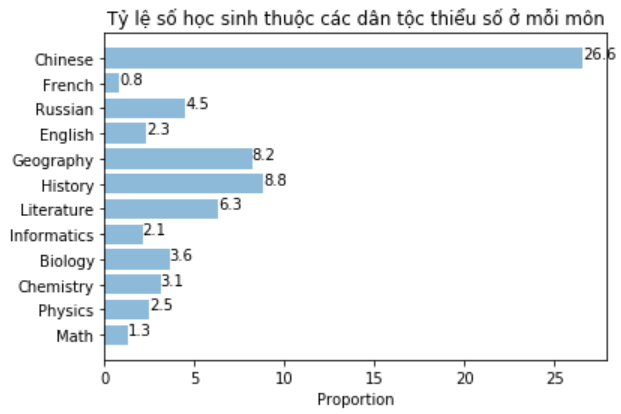 Tỷ lệ số học sinh thuộc các dân tộc thiểu số ở mỗi môn
Chinese 26.6
French 0.8
Russian 4.5
English 2.3
Geography 8.2
History 8.8
Literature 6.3
Informatics 2.1
Biology 3.6
Chemistry 3.1
Physics 2.5
Math 1.3
0 5 10 15 20 25
Proportion